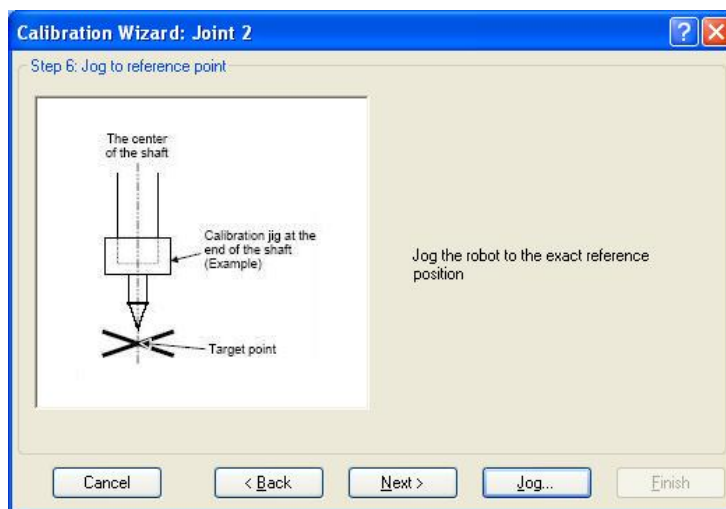 Calibration Wizard: Joint 2
Step 6: Jog to reference point
The center
of the shaft
Calibration jig at the
end of the shaft
(Example)
Target point
Jog the robot to the exact reference
position
Cancel
< Back
Next >
Jog...
Finish